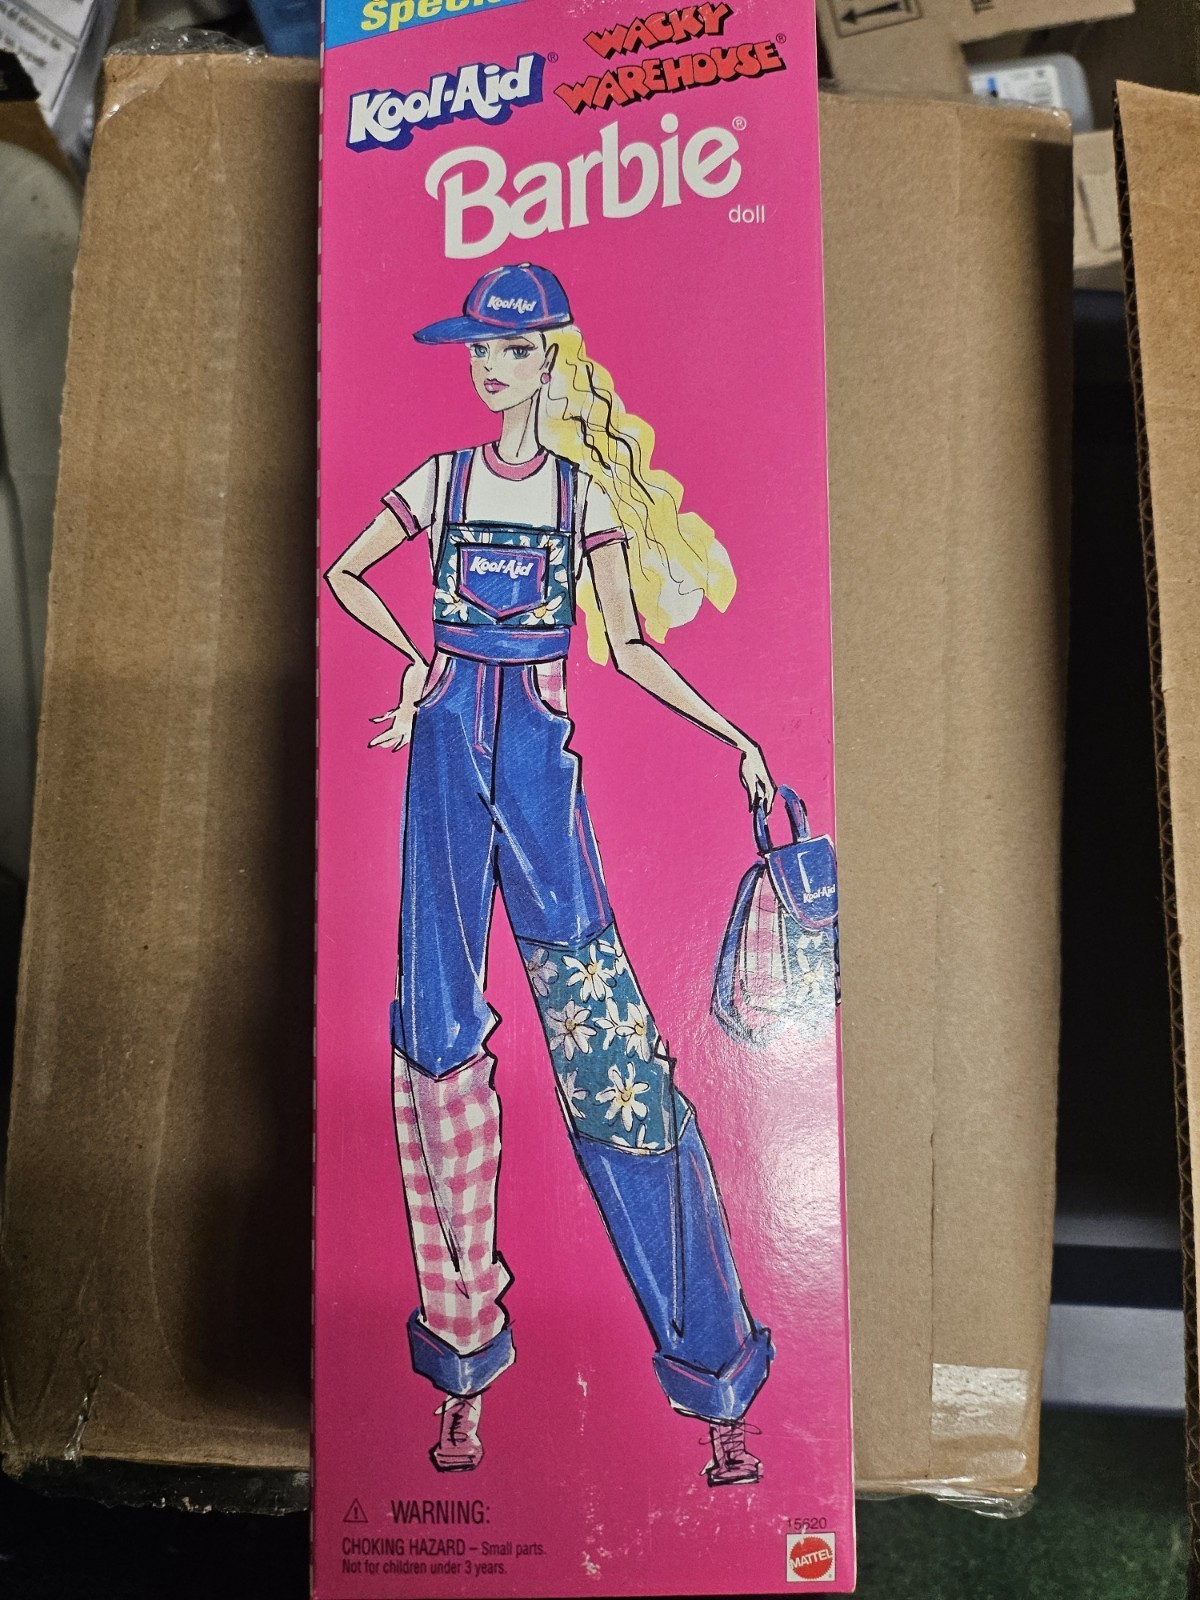 Kool-Aid®
WACKY
WAREHOUSE®
Barbie®
doll
Kool-Aid
Kool-Aid
Kool-Aid
WARNING:
CHOKING HAZARD – Small parts.
Not for children under 3 years.
15620
MATTEL